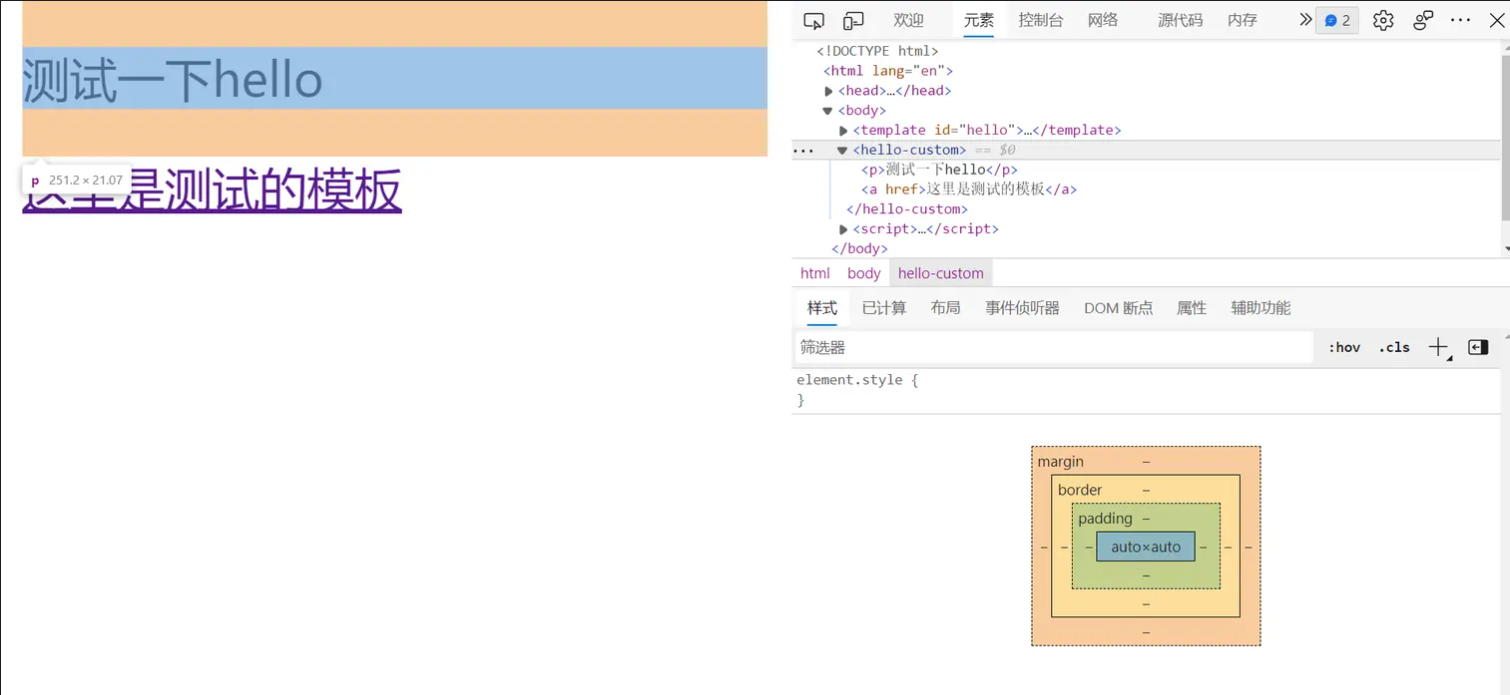 测试一下hello
p 251.2 × 21.07
这里是测试的模板
欢迎 元素 控制台 网络 源代码 内存 2
<!DOCTYPE html>
<html lang="en">
<head>…</head>
<body>
<template id="hello">…</template>
<hello-custom> == $0
<p>测试一下hello</p>
<a href>这里是测试的模板</a>
</hello-custom>
<script>…</script>
</body>
html body hello-custom
样式 已计算 布局 事件侦听器 DOM 断点 属性 辅助功能
筛选器 :hov .cls
element.style {
}
margin –
border –
padding –
– – – auto×auto – – –
–
–
–